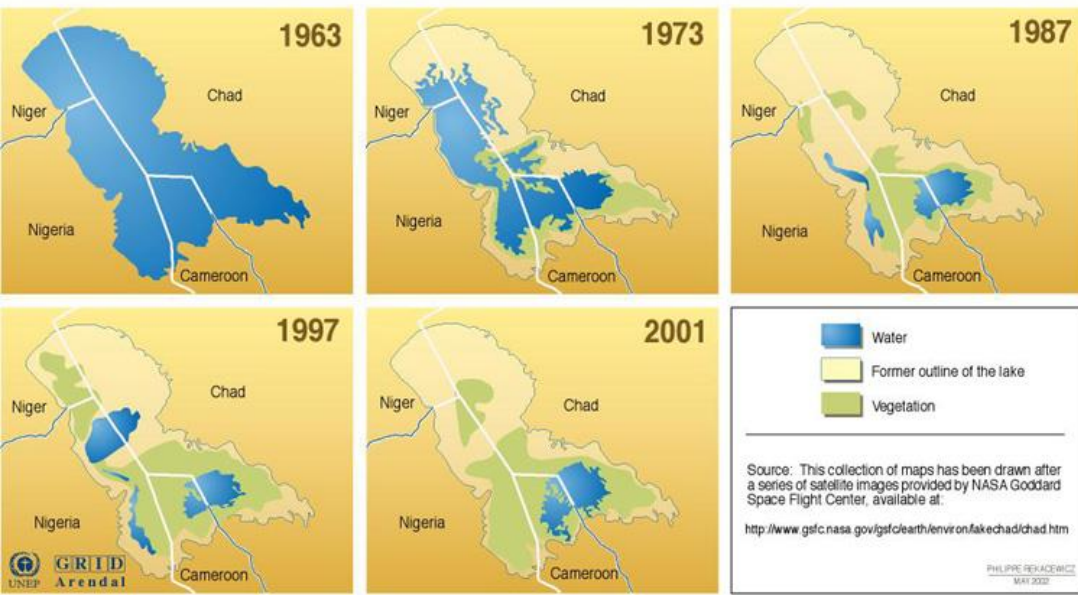 1963
Niger
Chad
Nigeria
Cameroon
1973
Niger
Chad
Nigeria
Cameroon
1987
Niger
Chad
Nigeria
Cameroon
1997
Niger
Chad
Nigeria
Cameroon
UNEP
GRID
Arendal
2001
Niger
Chad
Nigeria
Cameroon
Water
Former outline of the lake
Vegetation
Source: This collection of maps has been drawn after
a series of satellite images provided by NASA Goddard
Space Flight Center, available at:
http://www.gsfc.nasa.gov/gsfc/earth/environ/lakechad/chad.htm
PHILIPPE REKACEWICZ
MAY 2002